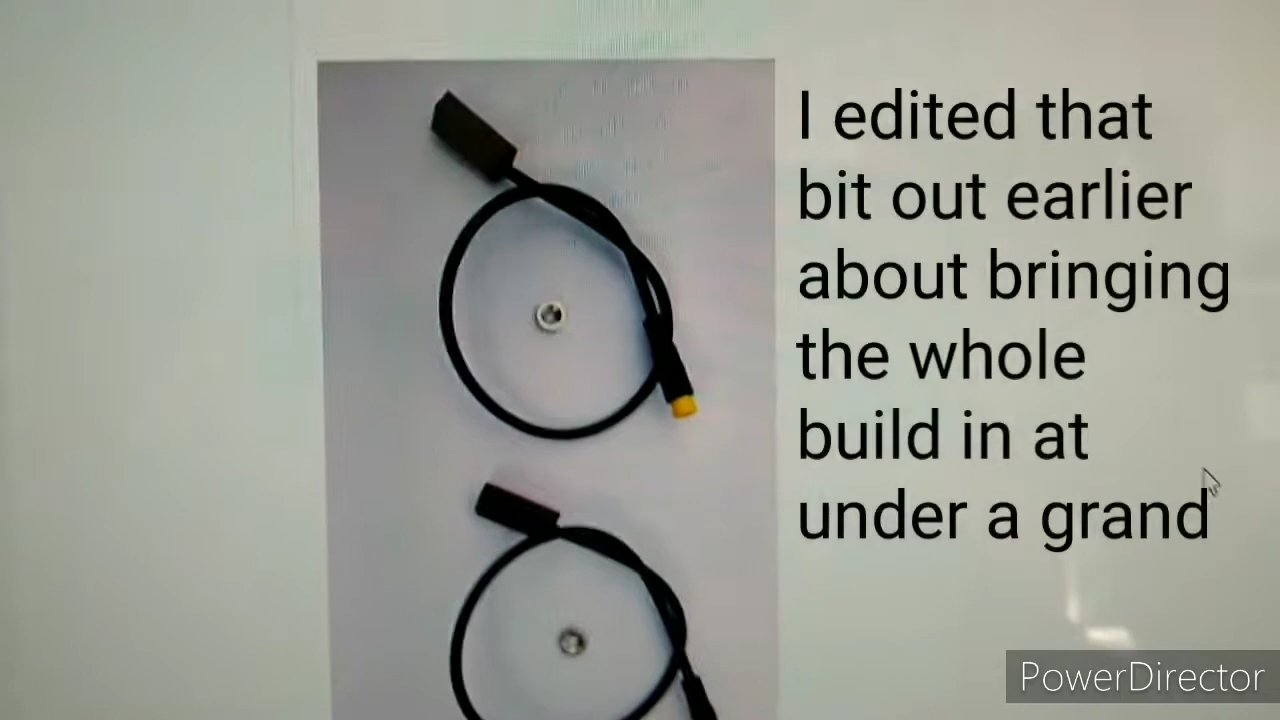 I edited that
bit out earlier
about bringing
the whole
build in at
under a grand
PowerDirector